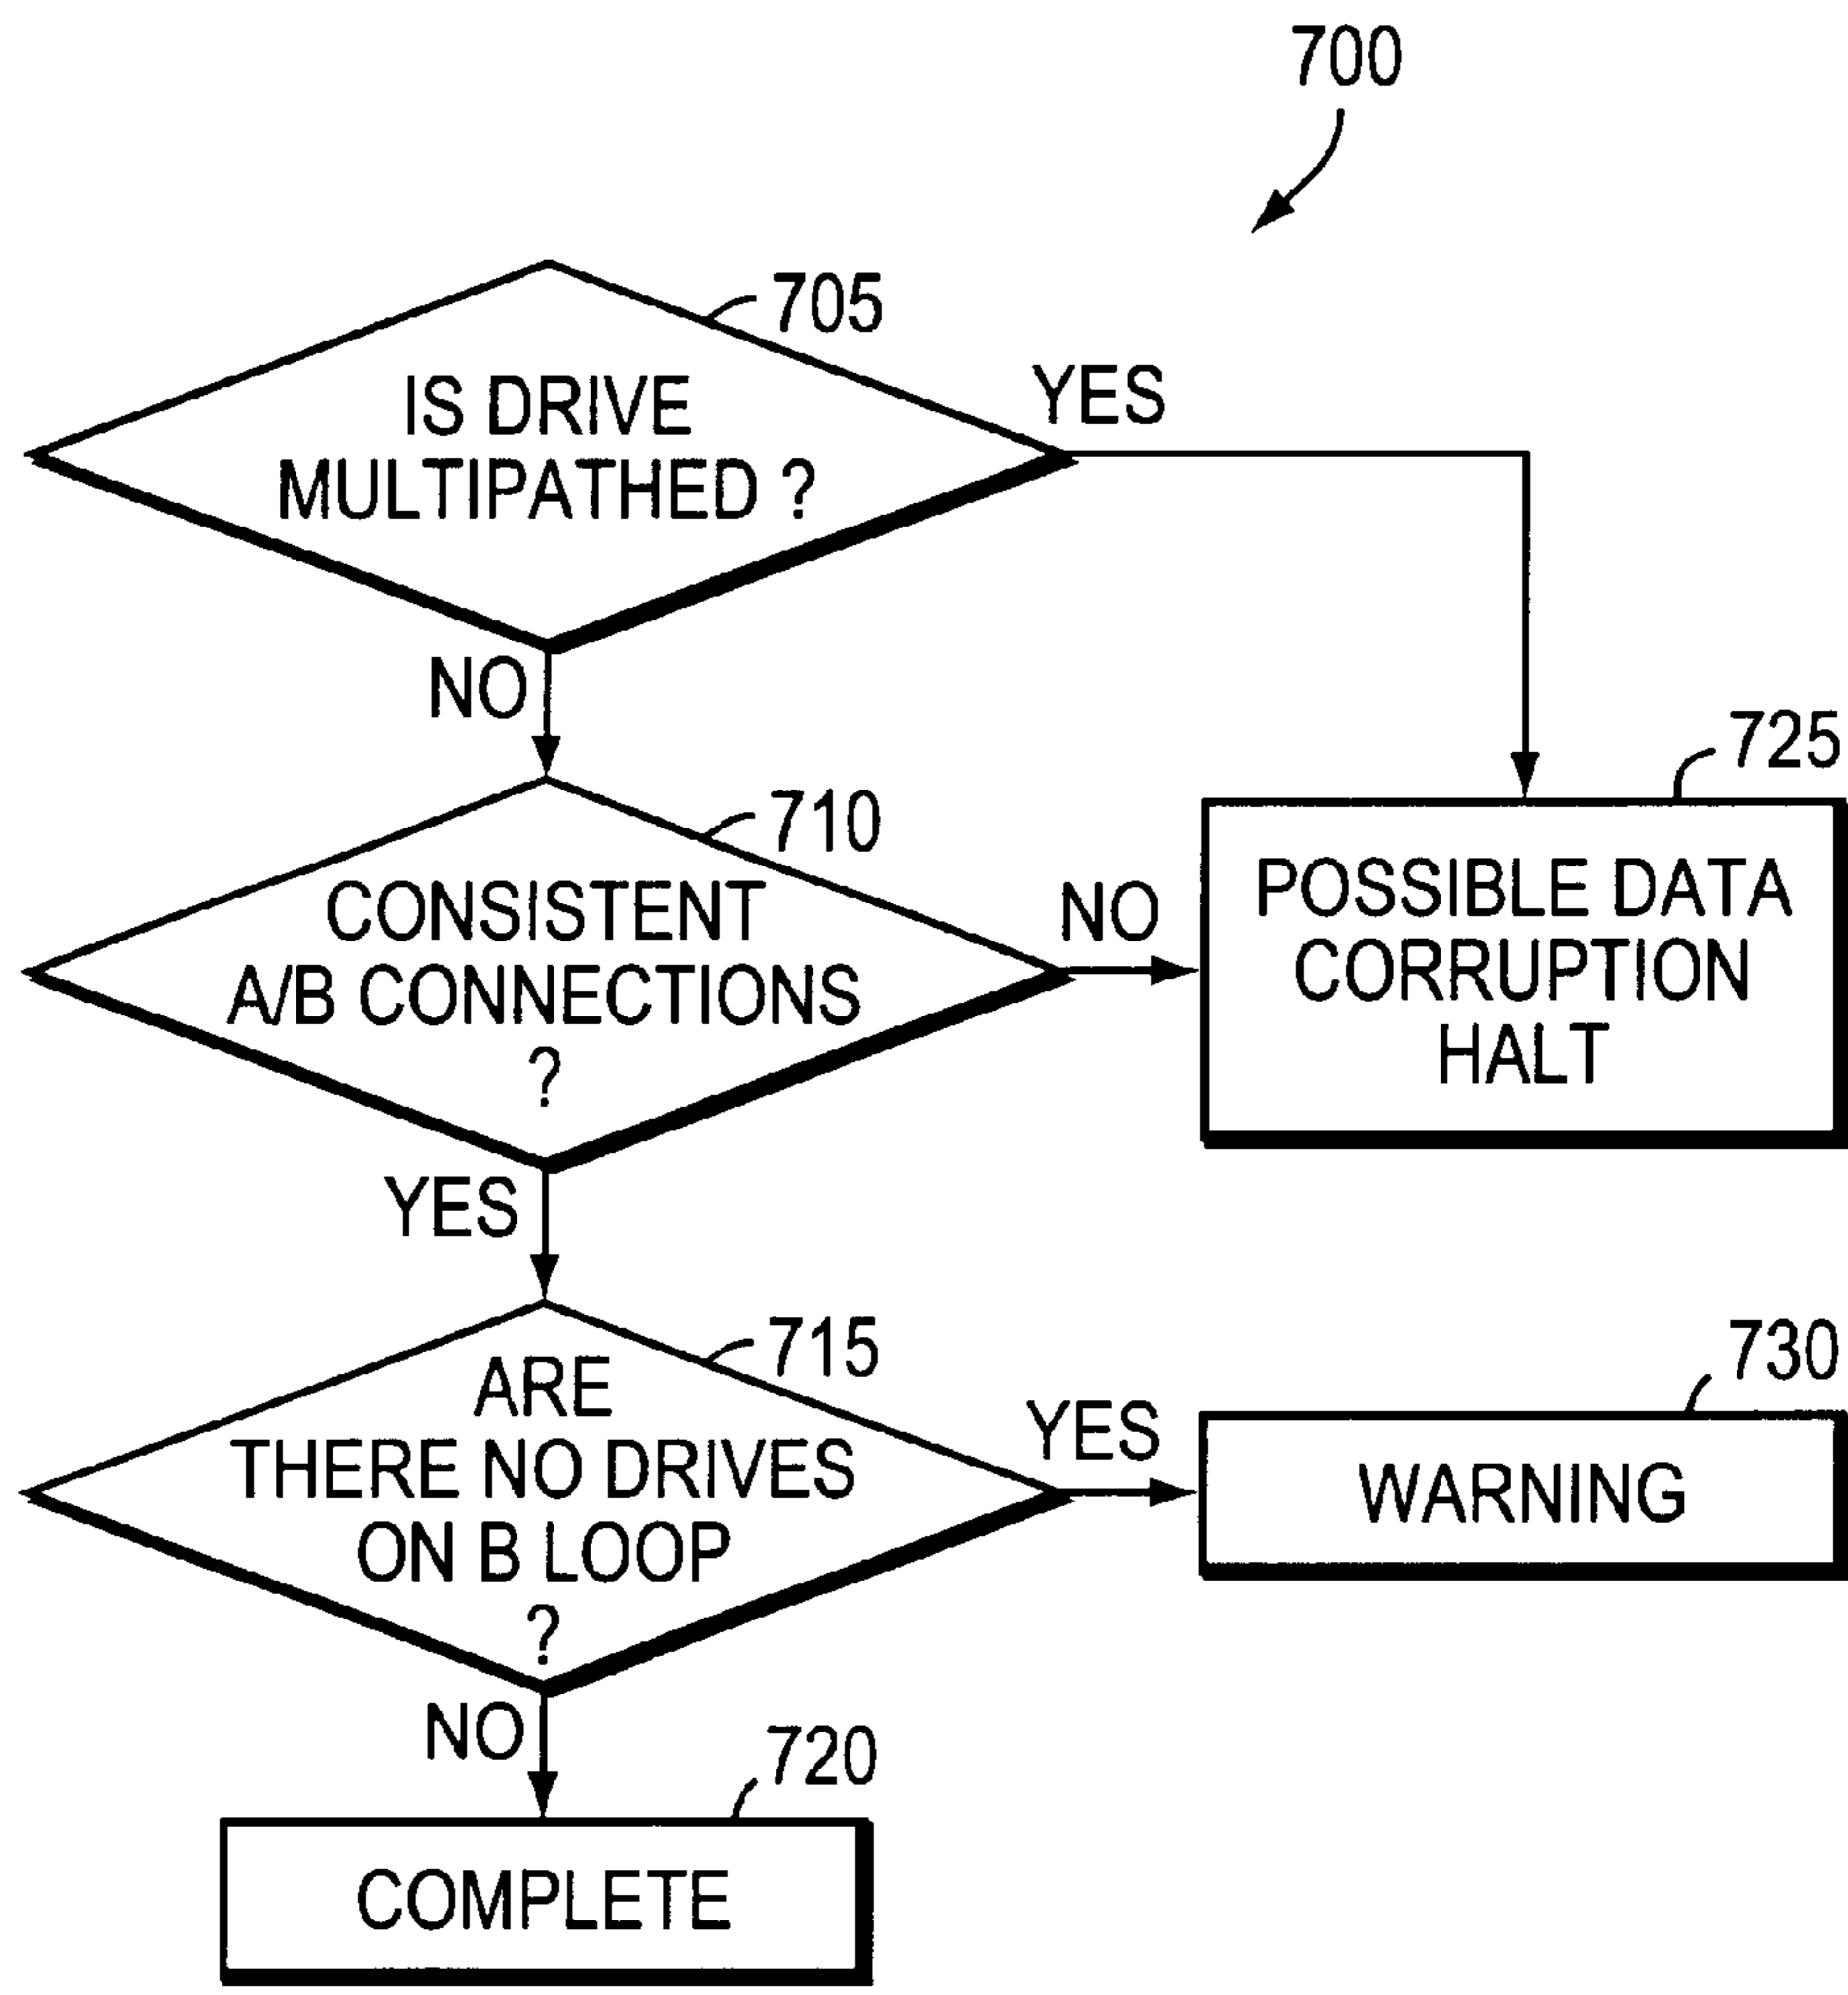 700
705
IS DRIVE
MULTIPATHED ?
YES
NO
710
CONSISTENT
A/B CONNECTIONS
?
NO
725
POSSIBLE DATA
CORRUPTION
HALT
YES
715
ARE
THERE NO DRIVES
ON B LOOP
?
YES
730
WARNING
NO
720
COMPLETE